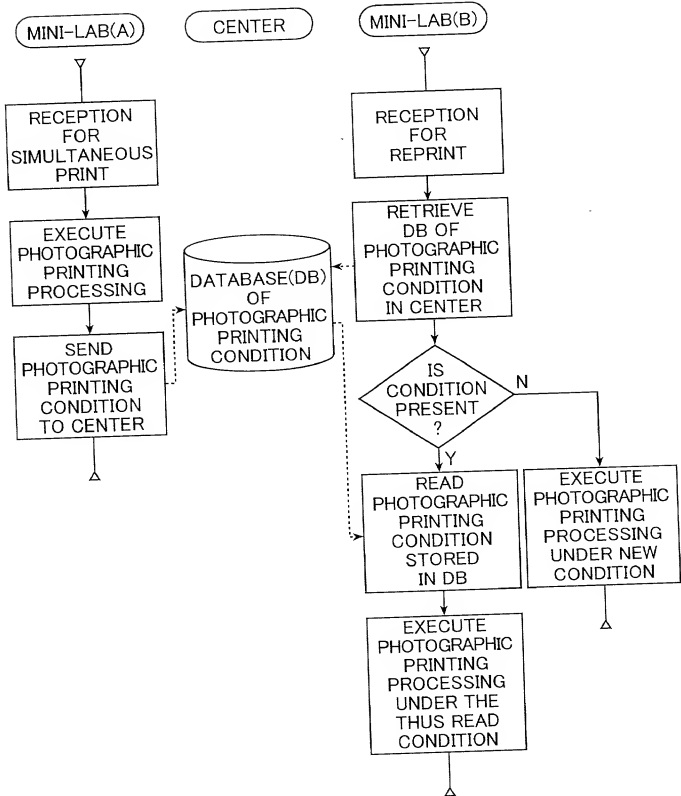 MINI-LAB(A)
CENTER
MINI-LAB(B)
RECEPTION
FOR
SIMULTANEOUS
PRINT
EXECUTE
PHOTOGRAPHIC
PRINTING
PROCESSING
SEND
PHOTOGRAPHIC
PRINTING
CONDITION
TO CENTER
DATABASE(DB)
OF
PHOTOGRAPHIC
PRINTING
CONDITION
RECEPTION
FOR
REPRINT
RETRIEVE
DB OF
PHOTOGRAPHIC
PRINTING
CONDITION
IN CENTER
IS
CONDITION
PRESENT
?
N
Y
READ
PHOTOGRAPHIC
PRINTING
CONDITION
STORED
IN DB
EXECUTE
PHOTOGRAPHIC
PRINTING
PROCESSING
UNDER NEW
CONDITION
EXECUTE
PHOTOGRAPHIC
PRINTING
PROCESSING
UNDER THE
THUS READ
CONDITION